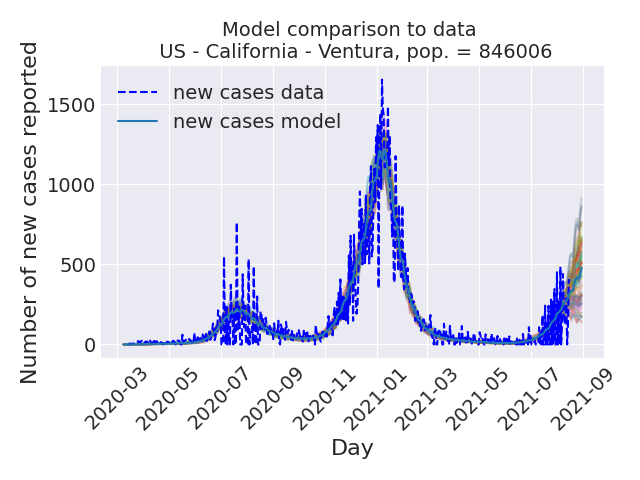 Model comparison to data
US - California - Ventura, pop. = 846006
new cases data
new cases model
Number of new cases reported
1500
1000
500
0
2020-03
2020-05
2020-07
2020-09
2020-11
2021-01
2021-03
2021-05
2021-07
2021-09
Day